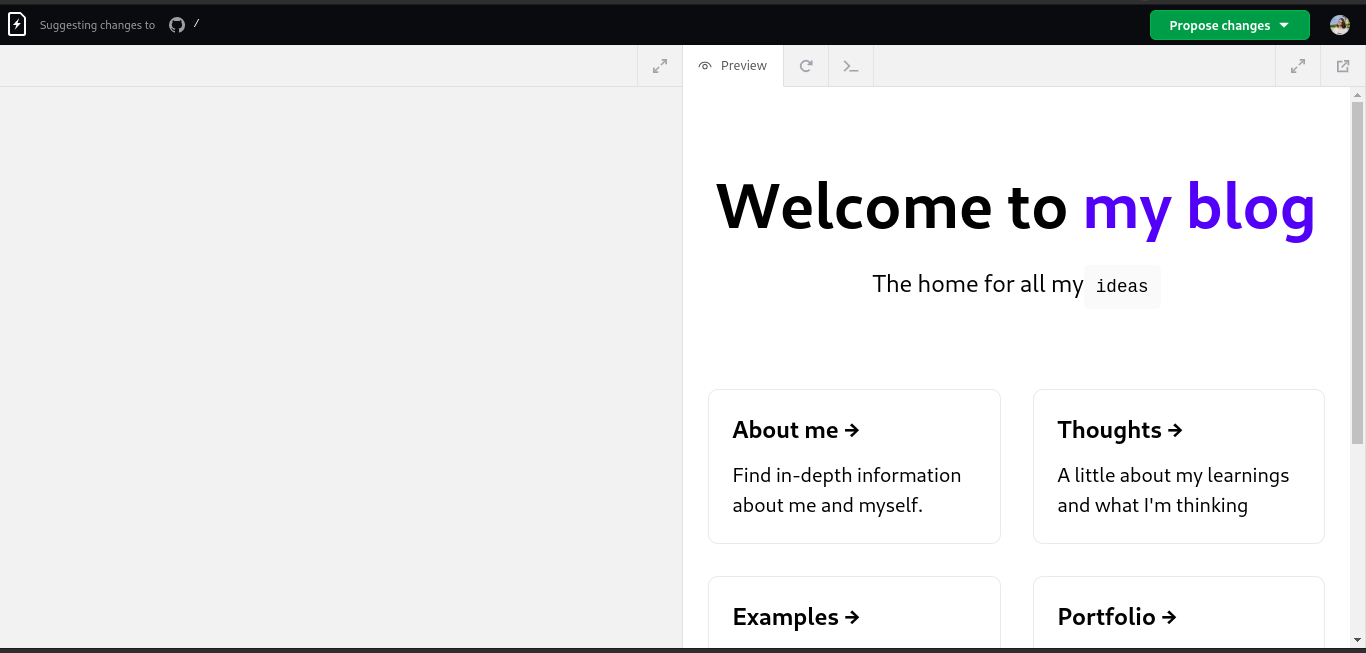 Suggesting changes to /
Propose changes
Preview
Welcome to my blog
The home for all my ideas
About me →
Find in-depth information
about me and myself.
Thoughts →
A little about my learnings
and what I'm thinking
Examples →
Portfolio →